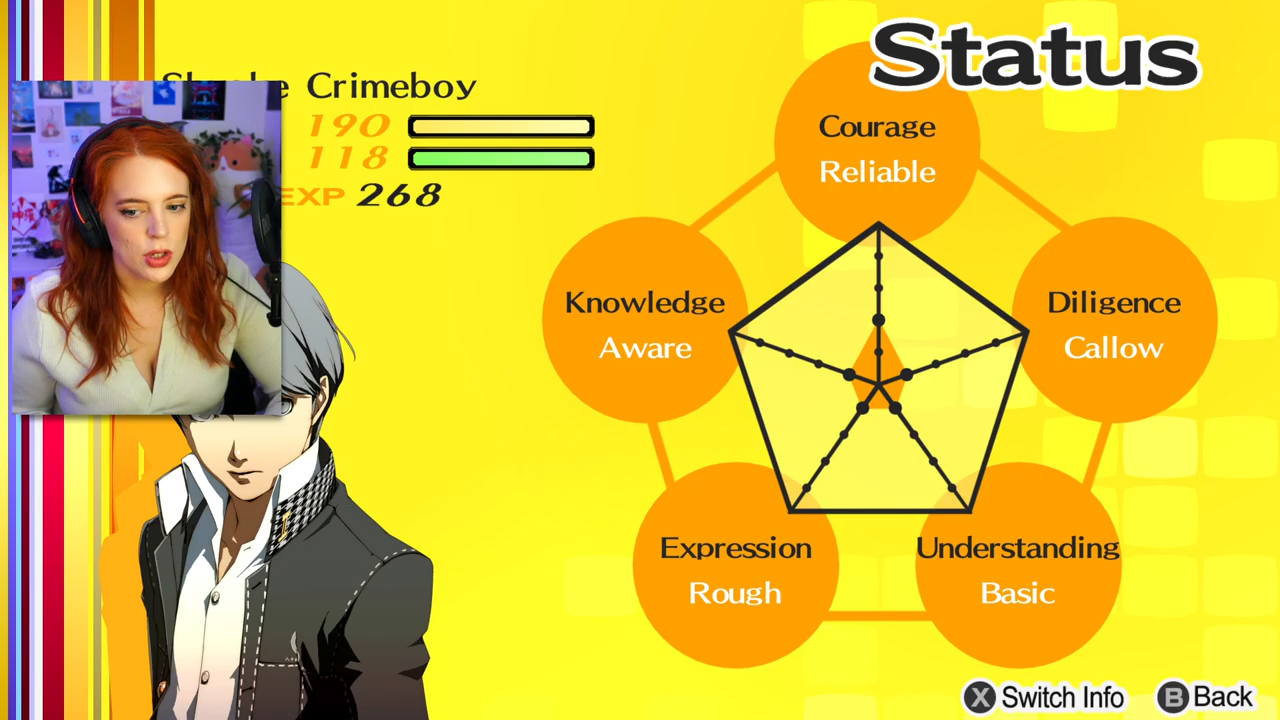 Status
Crimeboy
190
118
EXP 268
Courage
Reliable
Knowledge
Aware
Diligence
Callow
Expression
Rough
Understanding
Basic
X Switch Info B Back